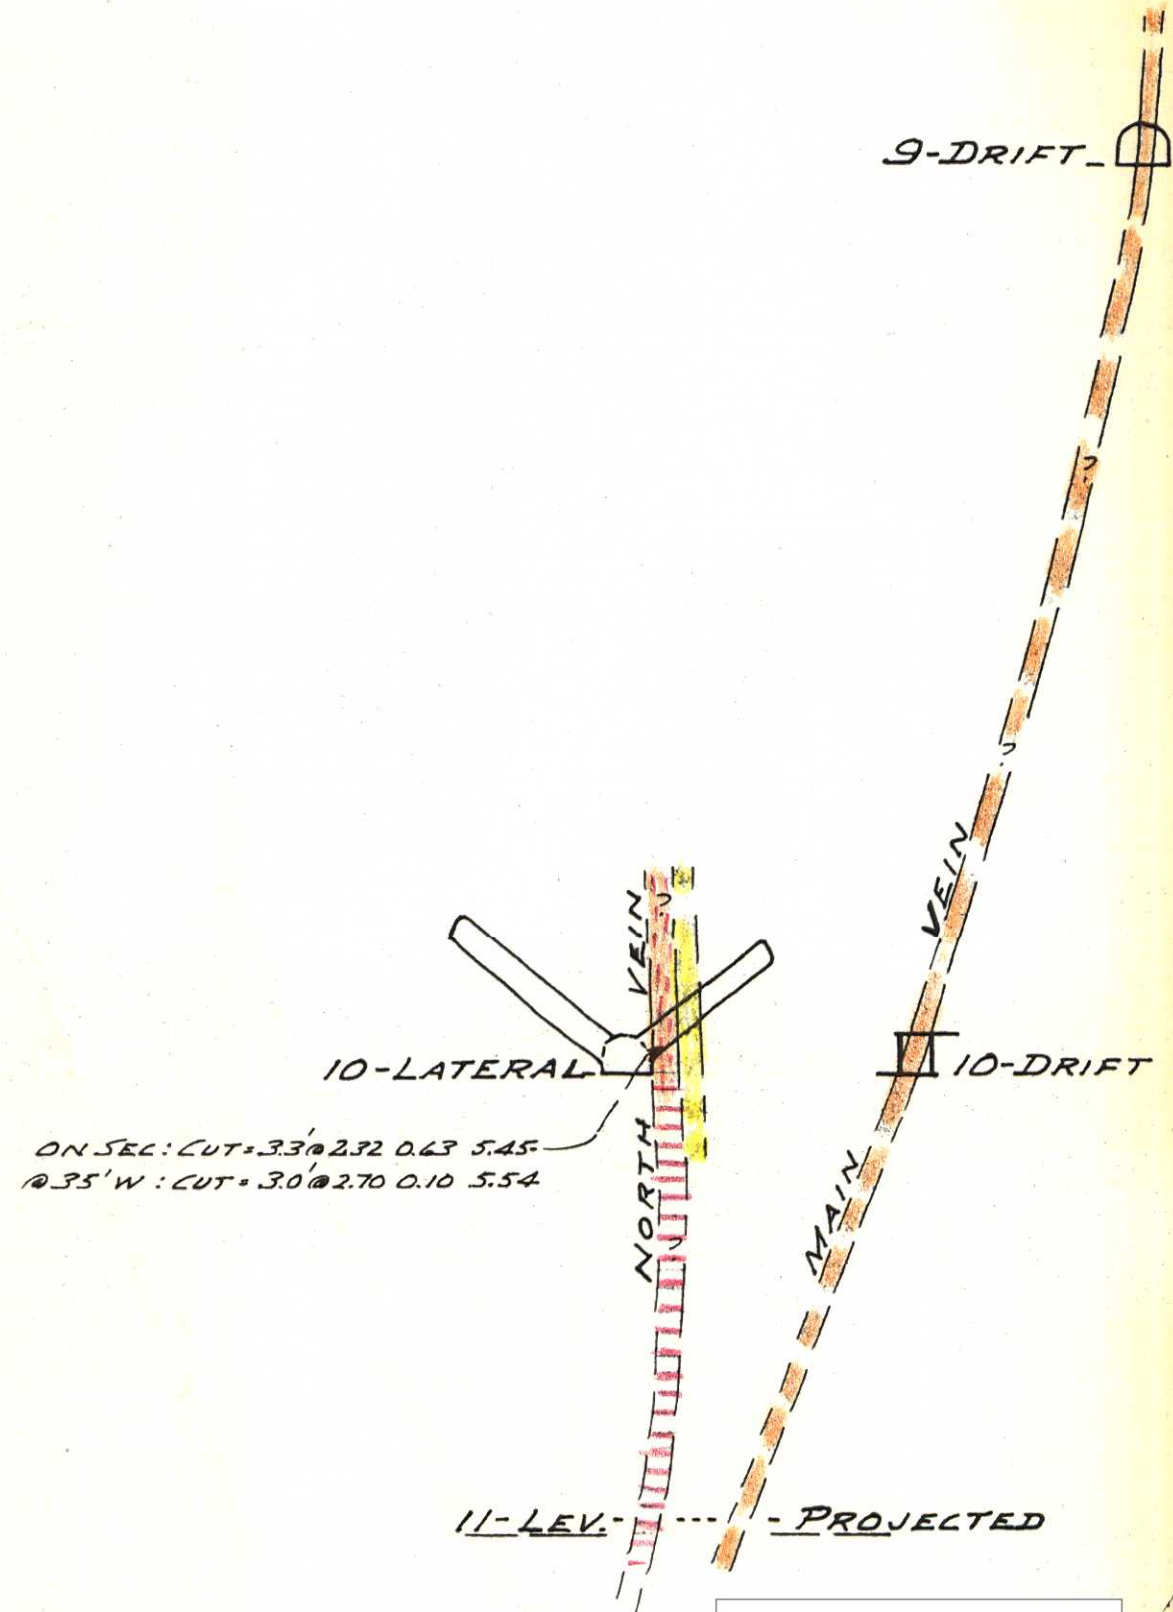 9-DRIFT
?
?
VEIN
VEIN
?
10-LATERAL
10-DRIFT
ON SEC: CUT = 3.3' @ 2.32 0.63 5.45
@ 35' W : CUT = 3.0' @ 2.70 0.10 5.54
NORTH
MAIN
?
11-LEV. PROJECTED